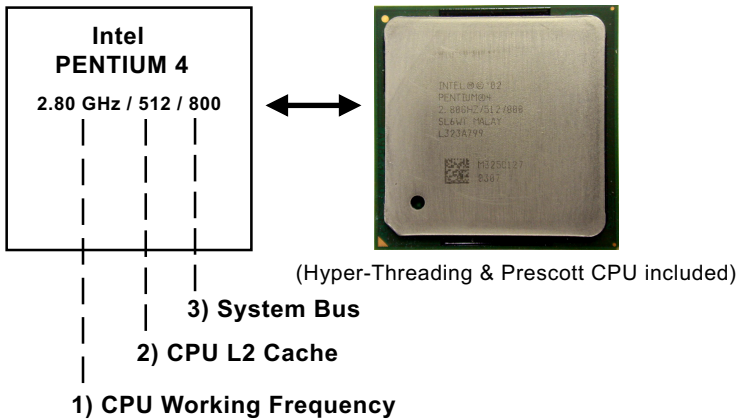 Intel
PENTIUM 4
2.80 GHz / 512 / 800
INTEL Ⓜ© '02
PENTIUM®4
2.80GHZ/512/800
SL6WT MALAY
L323A799
(Hyper-Threading & Prescott CPU included)
3) System Bus
2) CPU L2 Cache
1) CPU Working Frequency